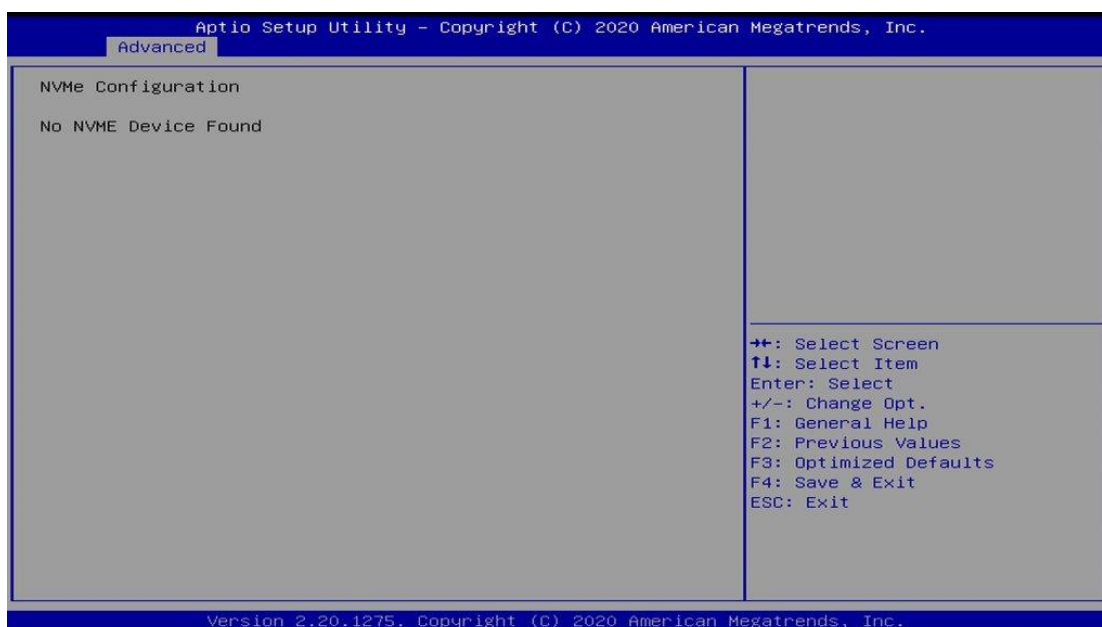 Aptio Setup Utility – Copyright (C) 2020 American Megatrends, Inc.
Advanced
NVMe Configuration
No NVME Device Found
→←: Select Screen
↑↓: Select Item
Enter: Select
+/-: Change Opt.
F1: General Help
F2: Previous Values
F3: Optimized Defaults
F4: Save & Exit
ESC: Exit
Version 2.20.1275. Copyright (C) 2020 American Megatrends, Inc.